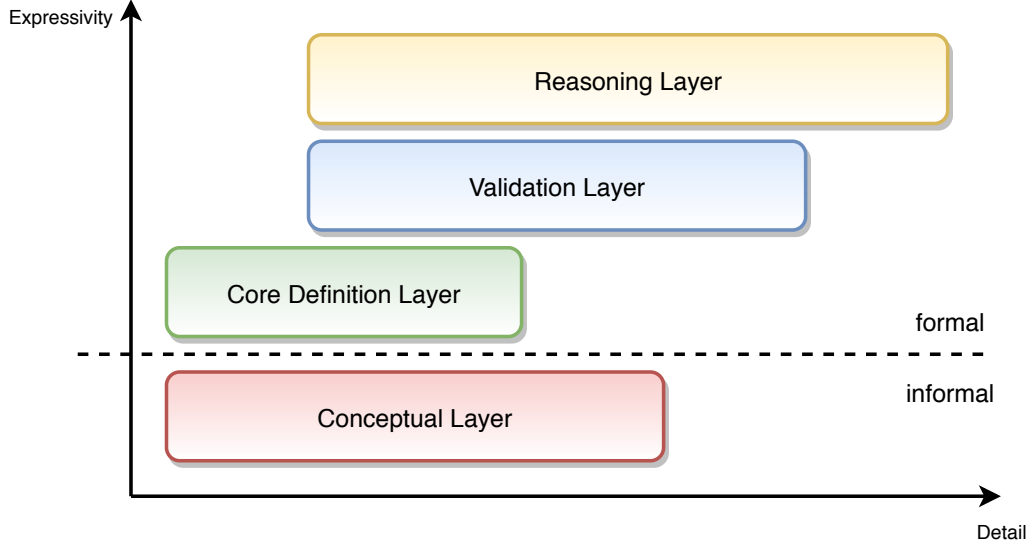 Expressivity
Reasoning Layer
Validation Layer
Core Definition Layer
formal
informal
Conceptual Layer
Detail